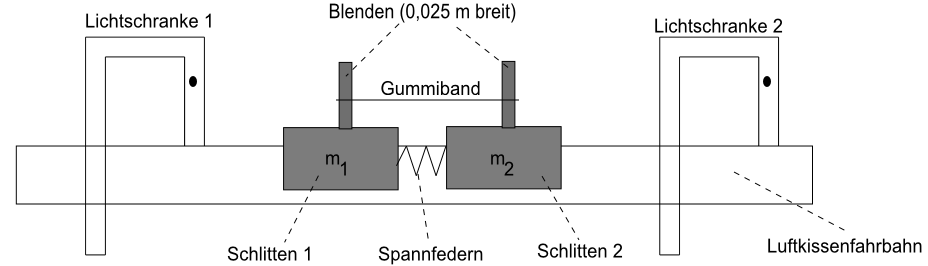 Blenden (0,025 m breit)
Lichtschranke 1
Lichtschranke 2
Gummiband
m1
m2
Schlitten 1
Spannfedern
Schlitten 2
Luftkissenfahrbahn